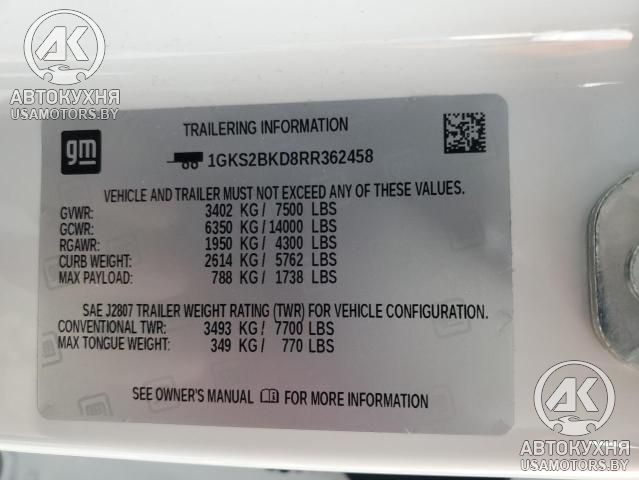 AK
АВТОКУХНЯ
USAMOTORS.BY
gm
TRAILERING INFORMATION
1GKS2BKD8RR362458
VEHICLE AND TRAILER MUST NOT EXCEED ANY OF THESE VALUES.
GVWR: 3402 KG / 7500 LBS
GCWR: 6350 KG / 14000 LBS
RGAWR: 1950 KG / 4300 LBS
CURB WEIGHT: 2614 KG / 5762 LBS
MAX PAYLOAD: 788 KG / 1738 LBS
SAE J2807 TRAILER WEIGHT RATING (TWR) FOR VEHICLE CONFIGURATION.
CONVENTIONAL TWR: 3493 KG / 7700 LBS
MAX TONGUE WEIGHT: 349 KG / 770 LBS
SEE OWNER'S MANUAL FOR MORE INFORMATION
AK
АВТОКУХНЯ
USAMOTORS.BY